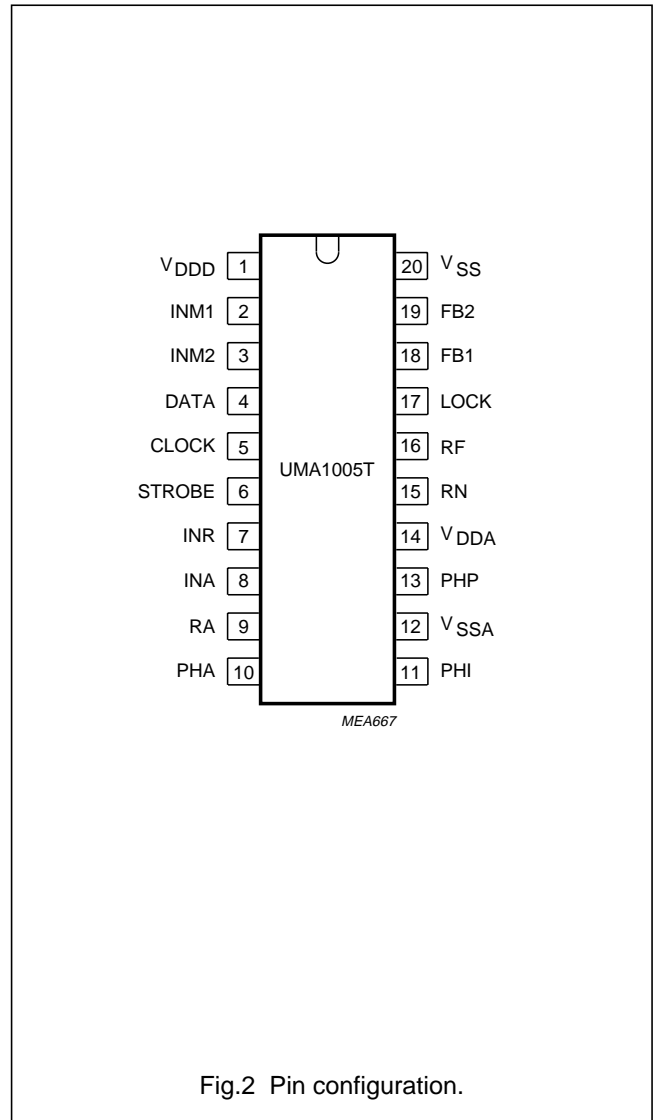 V DDD 1
INM1 2
INM2 3
DATA 4
CLOCK 5
STROBE 6
INR 7
INA 8
RA 9
PHA 10
UMA1005T
20 V SS
19 FB2
18 FB1
17 LOCK
16 RF
15 RN
14 V DDA
13 PHP
12 V SSA
11 PHI
MEA667
Fig.2 Pin configuration.